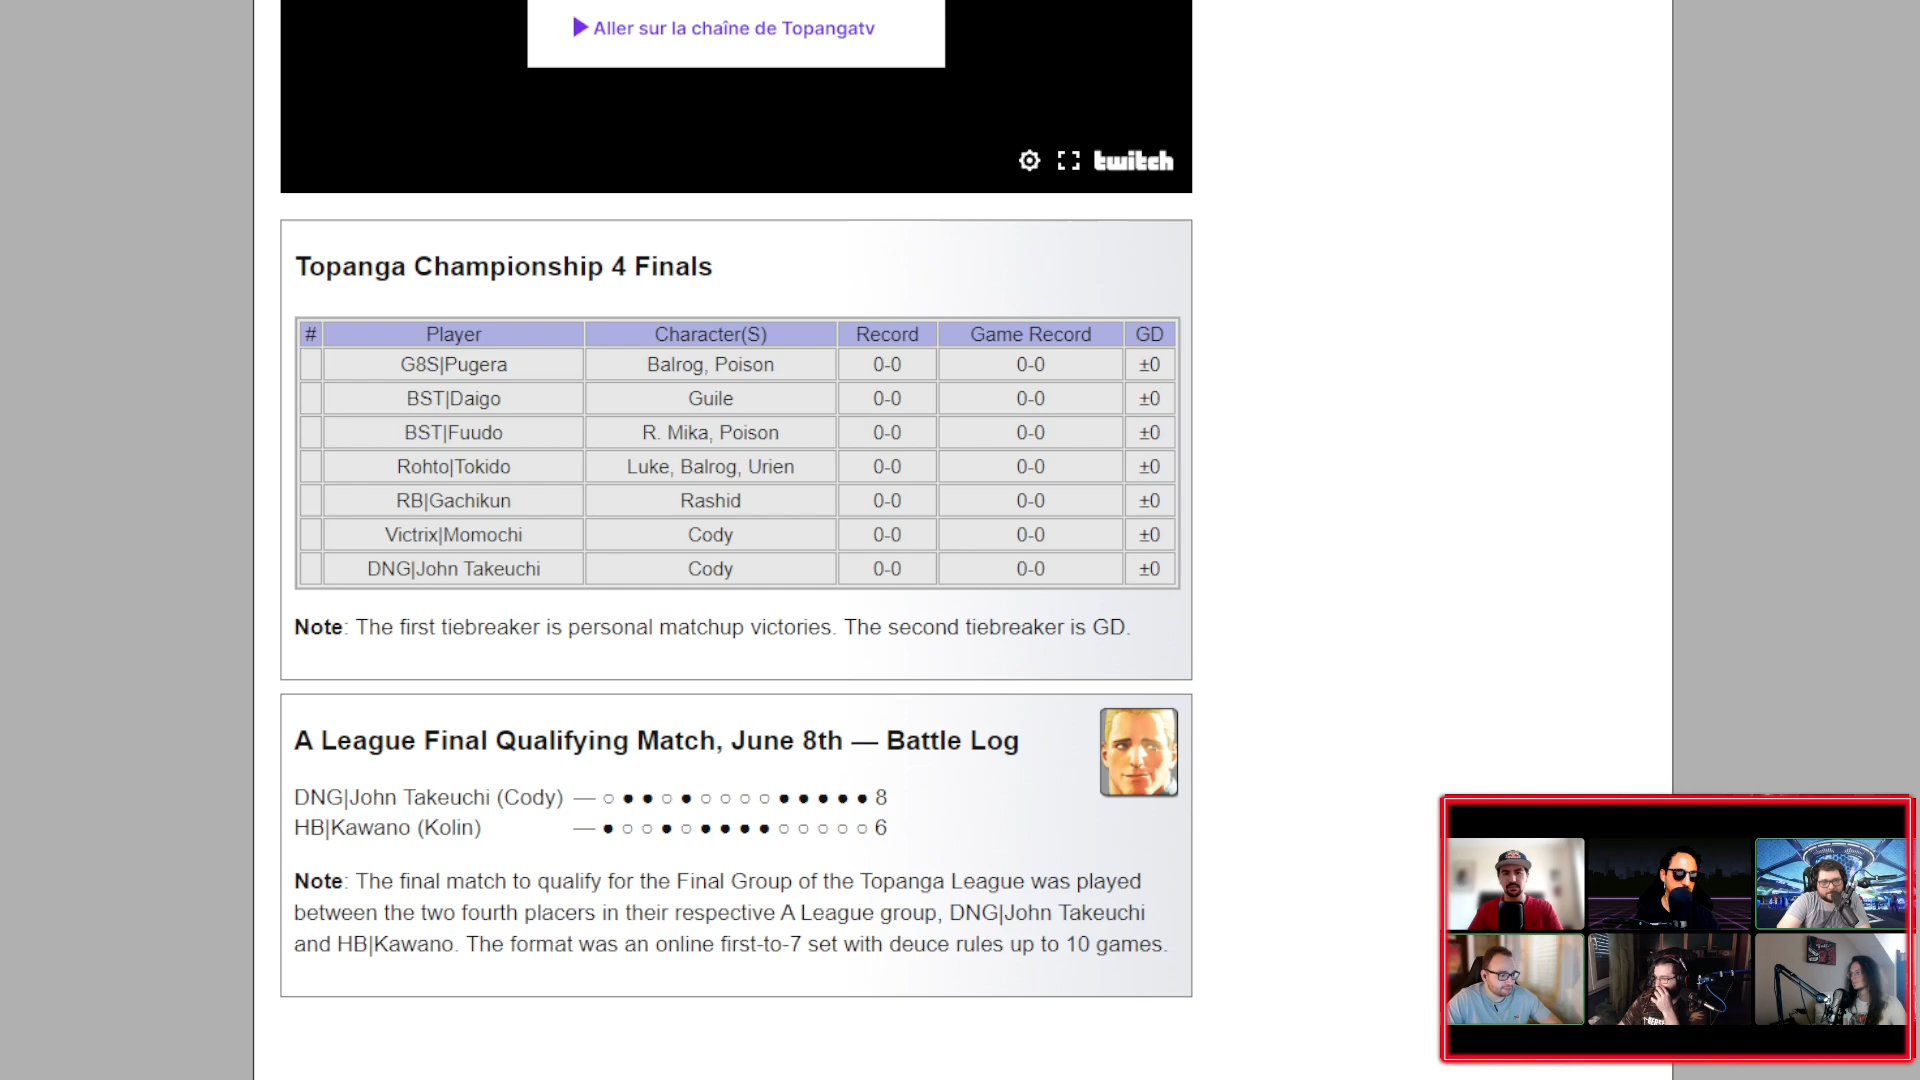 Aller sur la chaîne de Topangatv
twitch
Topanga Championship 4 Finals
# Player Character(S) Record Game Record GD
G8S|Pugera Balrog, Poison 0-0 0-0 ±0
BST|Daigo Guile 0-0 0-0 ±0
BST|Fuudo R. Mika, Poison 0-0 0-0 ±0
Rohto|Tokido Luke, Balrog, Urien 0-0 0-0 ±0
RB|Gachikun Rashid 0-0 0-0 ±0
Victrix|Momochi Cody 0-0 0-0 ±0
DNG|John Takeuchi Cody 0-0 0-0 ±0
Note: The first tiebreaker is personal matchup victories. The second tiebreaker is GD.
A League Final Qualifying Match, June 8th — Battle Log
DNG|John Takeuchi (Cody) — ○ ● ● ○ ● ○ ○ ○ ○ ● ● ● ● ● 8
HB|Kawano (Kolin) — ● ○ ○ ● ○ ● ● ● ● ○ ○ ○ ○ ○ 6
Note: The final match to qualify for the Final Group of the Topanga League was played
between the two fourth placers in their respective A League group, DNG|John Takeuchi
and HB|Kawano. The format was an online first-to-7 set with deuce rules up to 10 games.